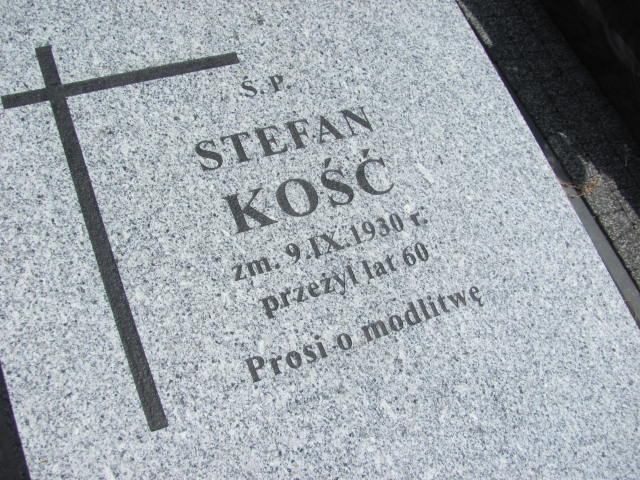 Ś. P.
STEFAN
KOŚĆ
zm. 9.IX.1930 r.
przeżył lat 60
Prosi o modlitwę